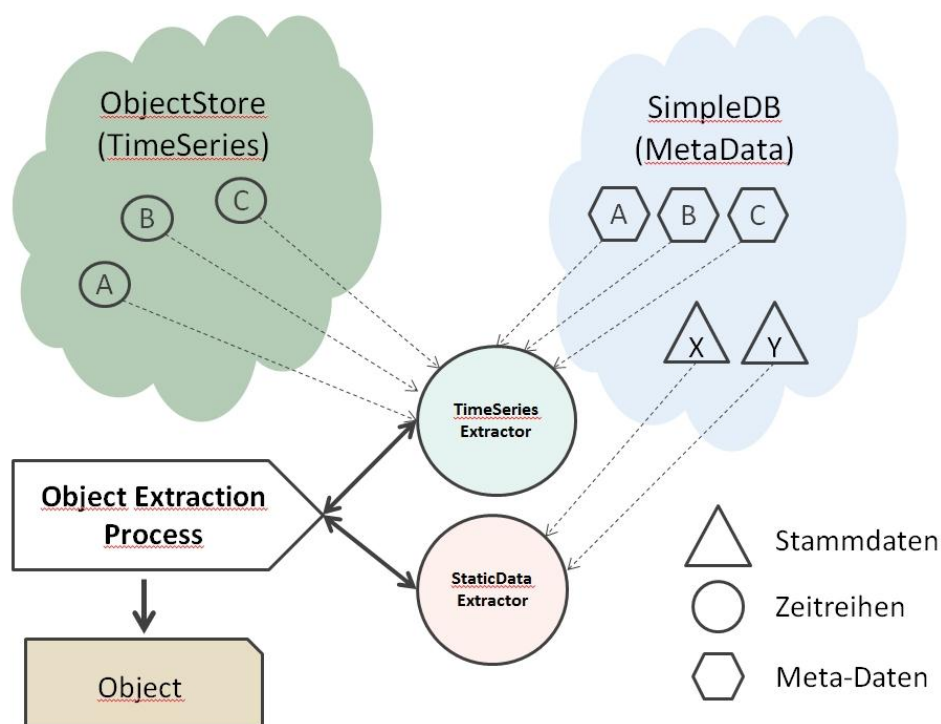 ObjectStore
(TimeSeries)
C
B
A
SimpleDB
(MetaData)
A
B
C
X
Y
TimeSeries
Extractor
Object Extraction
Process
StaticData
Extractor
Object
Stammdaten
Zeitreihen
Meta-Daten